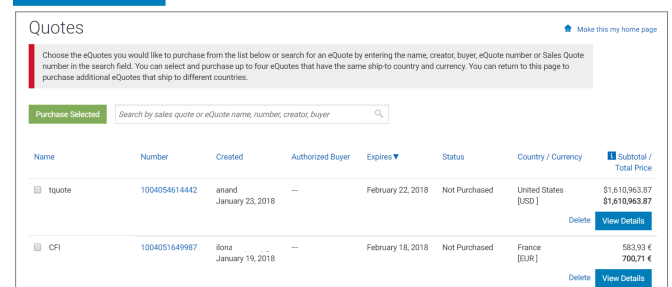 Quotes
Make this my home page
Choose the eQuotes you would like to purchase from the list below or search for an eQuote by entering the name, creator, buyer, eQuote number or Sales Quote
number in the search field. You can select and purchase up to four eQuotes that have the same ship-to country and currency. You can return to this page to
purchase additional eQuotes that ship to different countries.
Purchase Selected
Search by sales quote or eQuote name, number, creator, buyer
Name Number Created Authorized Buyer Expires▼ Status Country / Currency i Subtotal /
Total Price
tquote 1004054614442 anand --- February 22, 2018 Not Purchased United States $1,610,963.87
January 23, 2018 [USD ] $1,610,963.87
Delete View Details
CFI 1004051649987 ilona --- February 18, 2018 Not Purchased France 583,93 €
January 19, 2018 [EUR ] 700,71 €
Delete View Details